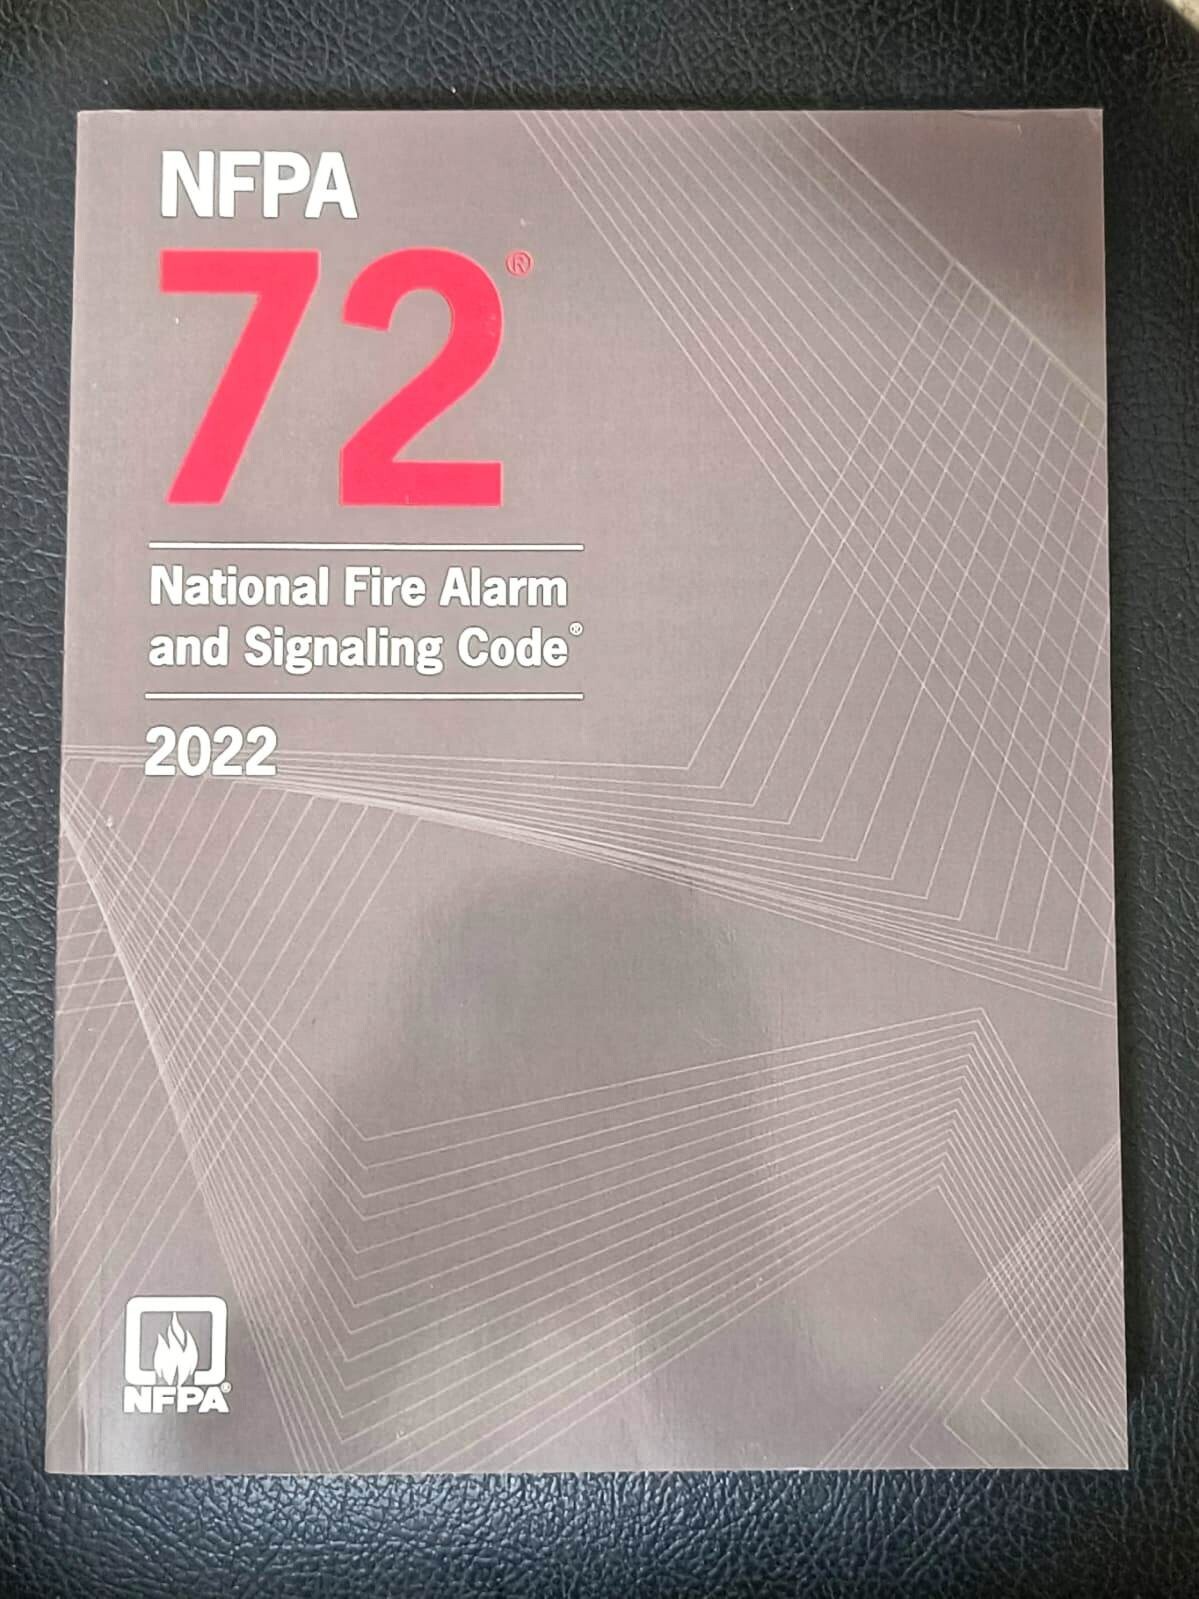 NFPA
72®
National Fire Alarm
and Signaling Code®
2022
NFPA®